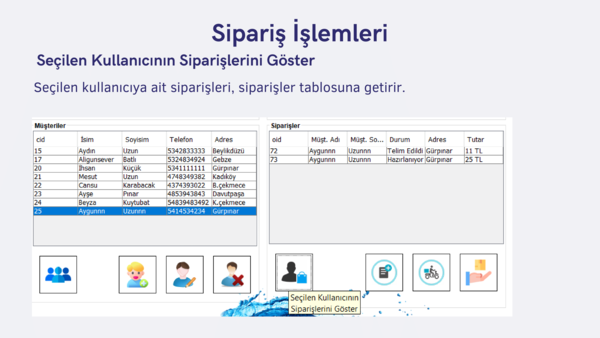 Sipariş İşlemleri
Seçilen Kullanıcının Siparişlerini Göster
Seçilen kullanıcıya ait siparişleri, siparişler tablosuna getirir.
Müşteriler
cid İsim Soyisim Telefon Adres
15 Aydın Uzun 5342833333 Beylikdüzü
17 Aligunsever Batlı 5324834924 Gebze
20 İhsan Küçük 5341111111 Gürpınar
21 Mesut Uzun 4748349382 Kadıköy
22 Cansu Karabacak 4374393022 B.çekmece
23 Ayşe Pınar 4853943843 Davutpaşa
24 Beyza Kuytubat 54839483492 K.çekmece
25 Aygunnn Uzunnn 5414534234 Gürpınar
Siparişler
oid Müşt. Adı Müşt. So... Durum Adres Tutar
72 Aygunnn Uzunnn Telim Edildi Gürpınar 11 TL
73 Aygunnn Uzunnn Hazırlanıyor Gürpınar 25 TL
Seçilen Kullanıcının
Siparişlerini Göster